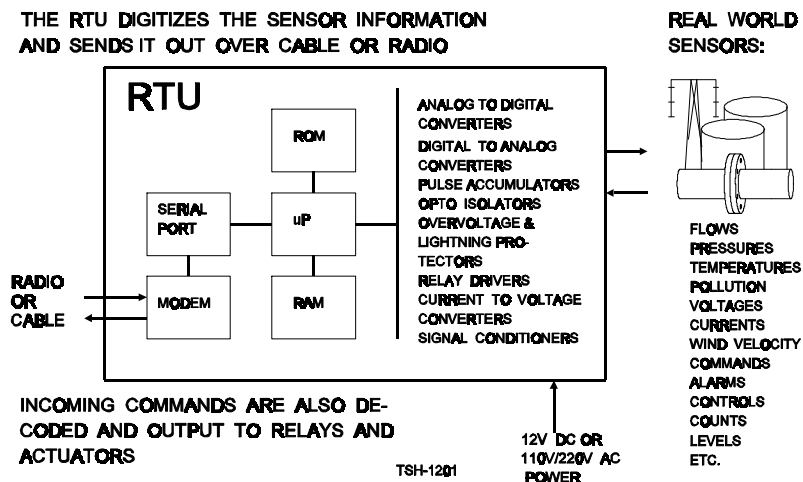 THE RTU DIGITIZES THE SENSOR INFORMATION
AND SENDS IT OUT OVER CABLE OR RADIO
REAL WORLD
SENSORS:
RTU
ROM
SERIAL
PORT
uP
MODEM
RAM
ANALOG TO DIGITAL
CONVERTERS
DIGITAL TO ANALOG
CONVERTERS
PULSE ACCUMULATORS
OPTO ISOLATORS
OVERVOLTAGE &
LIGHTNING PRO-
TECTORS
RELAY DRIVERS
CURRENT TO VOLTAGE
CONVERTERS
SIGNAL CONDITIONERS
RADIO
OR
CABLE
FLOWS
PRESSURES
TEMPERATURES
POLLUTION
VOLTAGES
CURRENTS
WIND VELOCITY
COMMANDS
ALARMS
CONTROLS
COUNTS
LEVELS
ETC.
INCOMING COMMANDS ARE ALSO DE-
CODED AND OUTPUT TO RELAYS AND
ACTUATORS
TSH-1201
12V DC OR
110V/220V AC
POWER